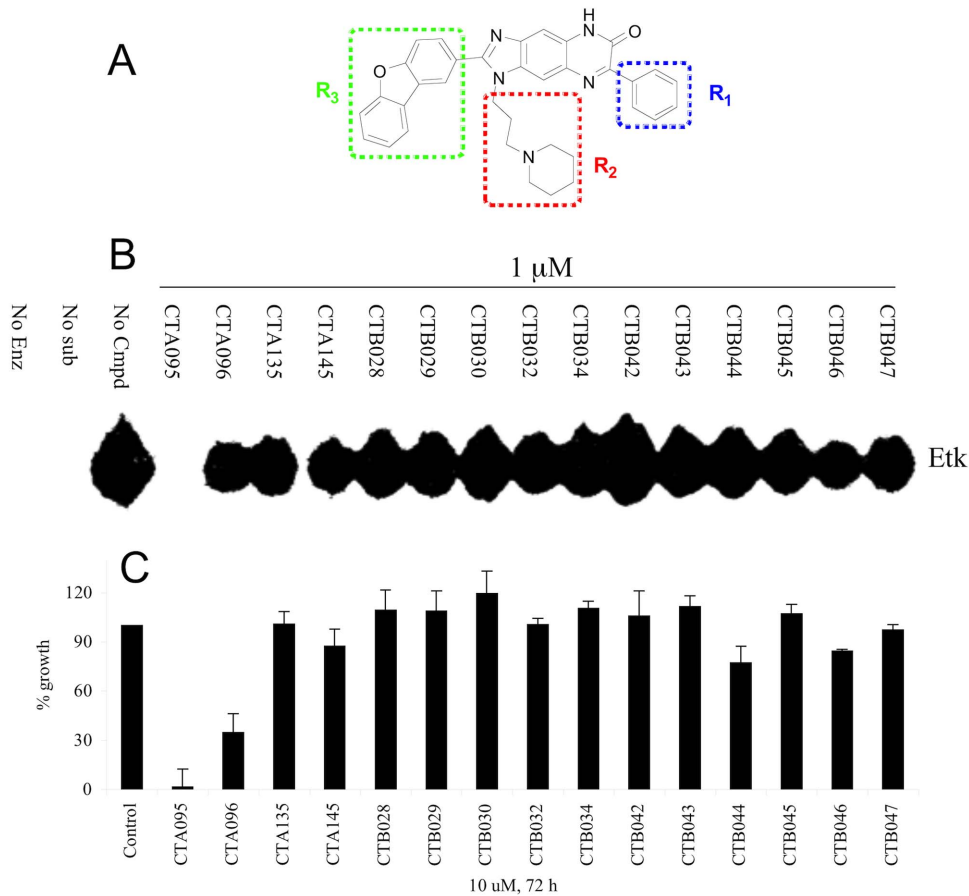 A
N
H
N
O
O
N
N
N
R3
R1
R2
B
1 µM
No Enz
No sub
No Cmpd
CTA095
CTA096
CTA135
CTA145
CTB028
CTB029
CTB030
CTB032
CTB034
CTB042
CTB043
CTB044
CTB045
CTB046
CTB047
Etk
C
% growth
120
90
60
30
0
Control
CTA095
CTA096
CTA135
CTA145
CTB028
CTB029
CTB030
CTB032
CTB034
CTB042
CTB043
CTB044
CTB045
CTB046
CTB047
10 uM, 72 h